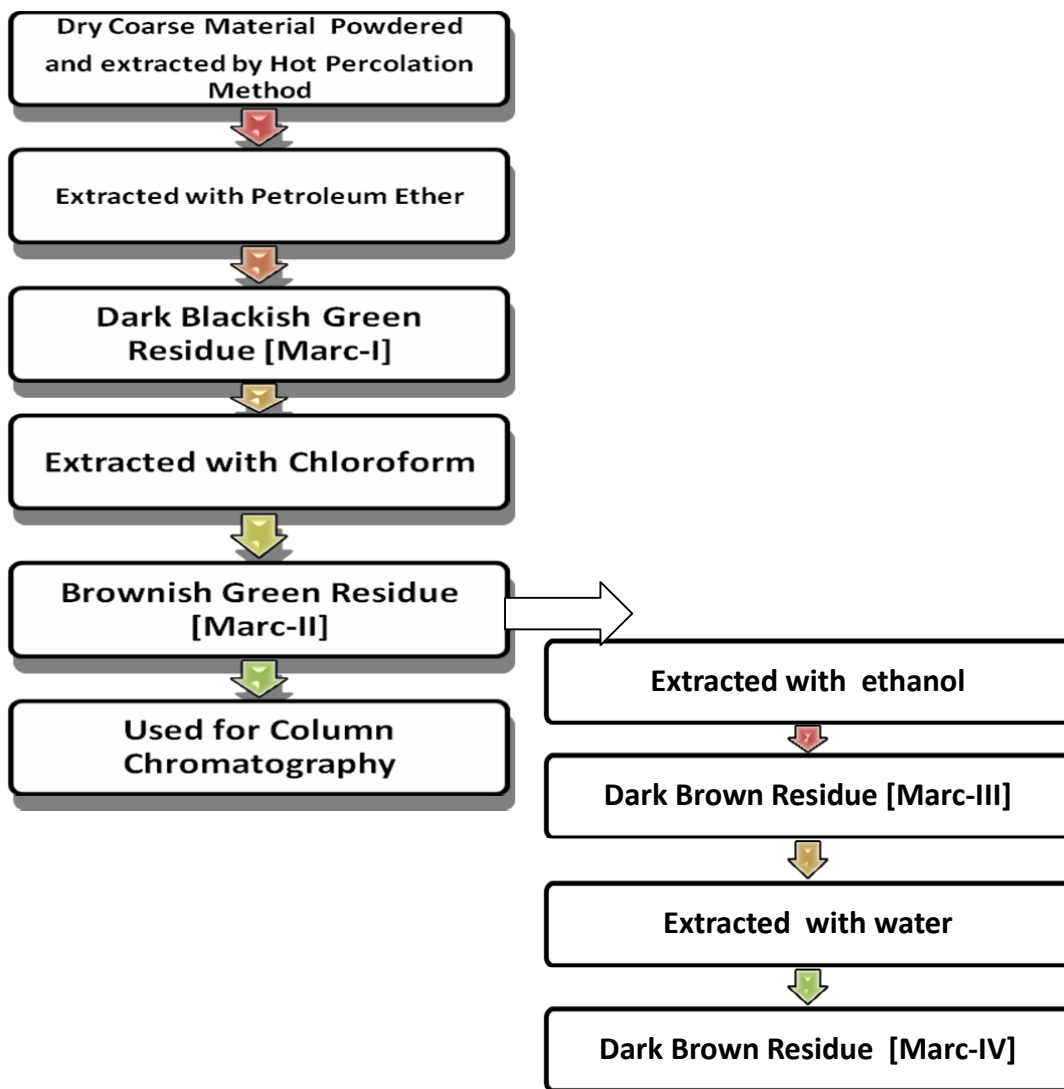 Dry Coarse Material Powdered
and extracted by Hot Percolation
Method
Extracted with Petroleum Ether
Dark Blackish Green
Residue [Marc-I]
Extracted with Chloroform
Brownish Green Residue
[Marc-II]
Used for Column
Chromatography
Extracted with ethanol
Dark Brown Residue [Marc-III]
Extracted with water
Dark Brown Residue [Marc-IV]